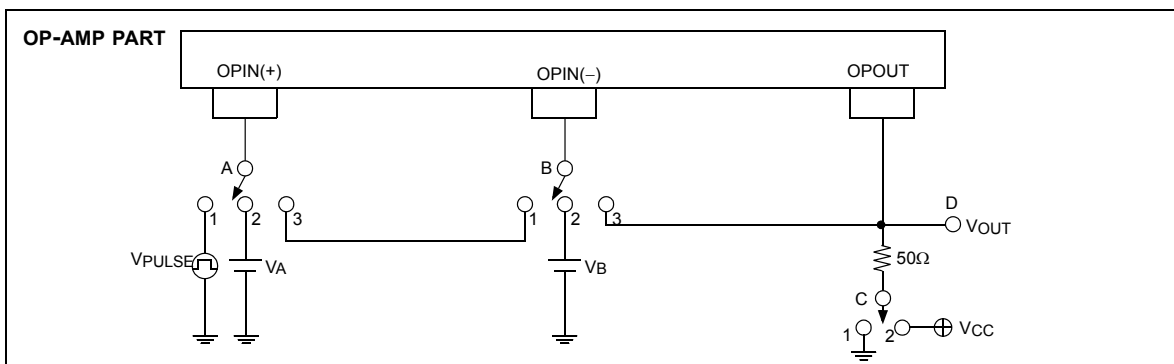 OP-AMP PART
OPIN(+) OPIN(−) OPOUT
A B
1 2 3 1 2 3 D
VOUT
VPULSE VA VB 50Ω
C
1 2 VCC